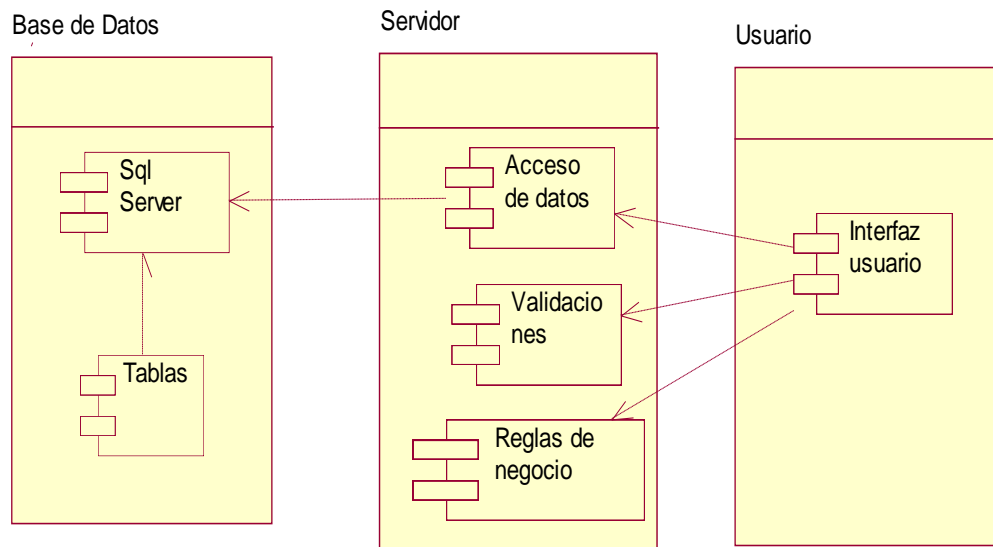 Base de Datos
Servidor
Usuario
Sql
Server
Tablas
Acceso
de datos
Validacio
nes
Reglas de
negocio
Interfaz
usuario